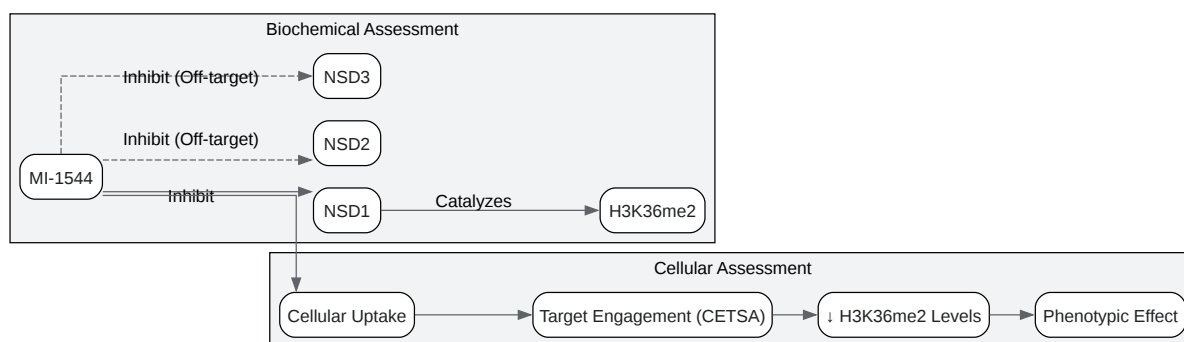 Biochemical Assessment
Inhibit (Off-target)
NSD3
Inhibit (Off-target)
NSD2
MI-1544
Inhibit
NSD1
Catalyzes
H3K36me2
Cellular Assessment
Cellular Uptake
Target Engagement (CETSA)
↓ H3K36me2 Levels
Phenotypic Effect